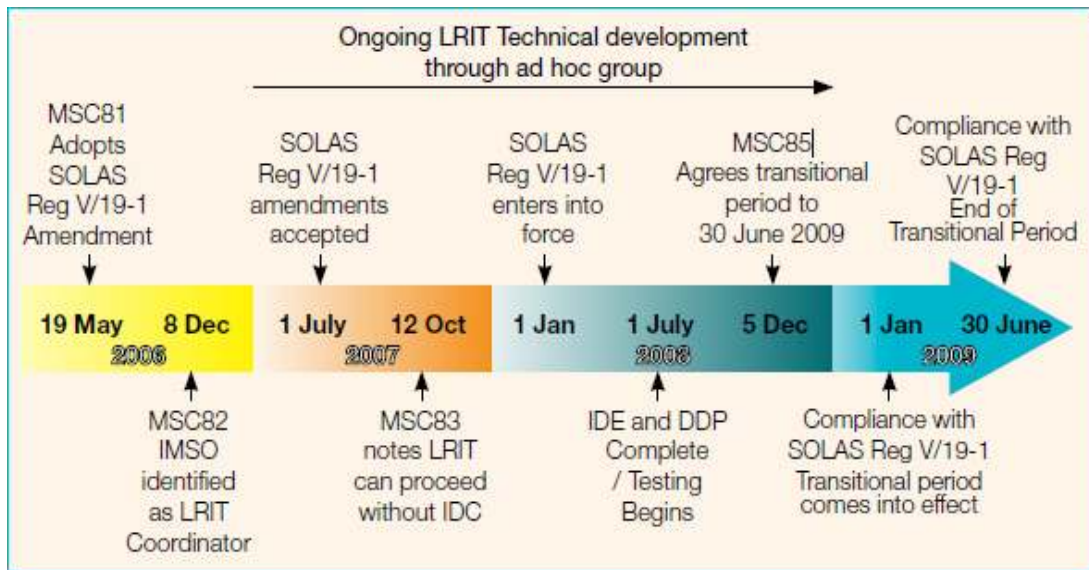 Ongoing LRIT Technical development
through ad hoc group
MSC81
Adopts
SOLAS
Reg V/19-1
Amendment
SOLAS
Reg V/19-1
amendments
accepted
SOLAS
Reg V/19-1
enters into
force
MSC85
Agrees transitional
period to
30 June 2009
Compliance with
SOLAS Reg
V/19-1
End of
Transitional Period
19 May 8 Dec
2006
1 July 12 Oct
2007
1 Jan 1 July 5 Dec
2008
1 Jan 30 June
2009
MSC82
IMSO
identified
as LRIT
Coordinator
MSC83
notes LRIT
can proceed
without IDC
IDE and DDP
Complete
/ Testing
Begins
Compliance with
SOLAS Reg V/19-1
Transitional period
comes into effect